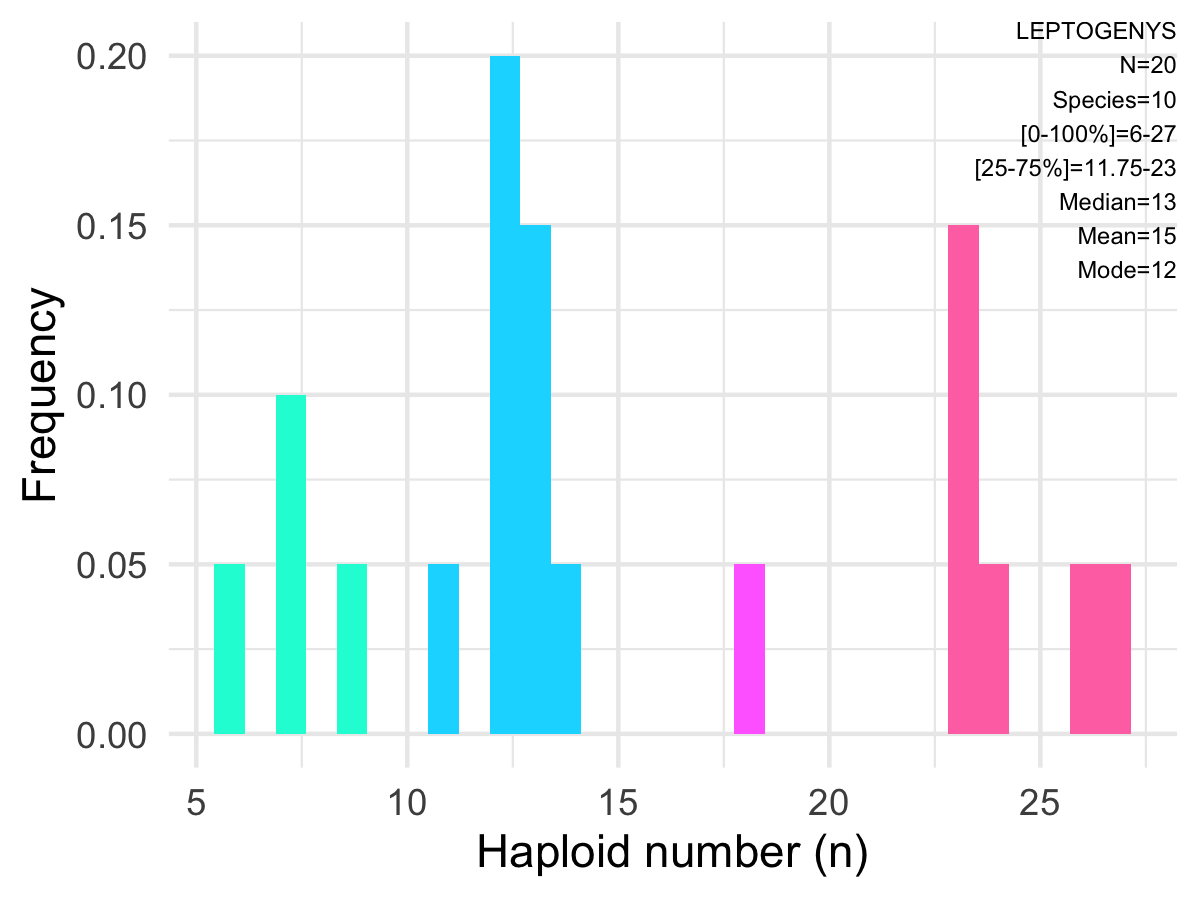 LEPTOGENYS
N=20
Species=10
[0-100%]=6-27
[25-75%]=11.75-23
Median=13
Mean=15
Mode=12
Frequency
0.20
0.15
0.10
0.05
0.00
5 10 15 20 25
Haploid number (n)